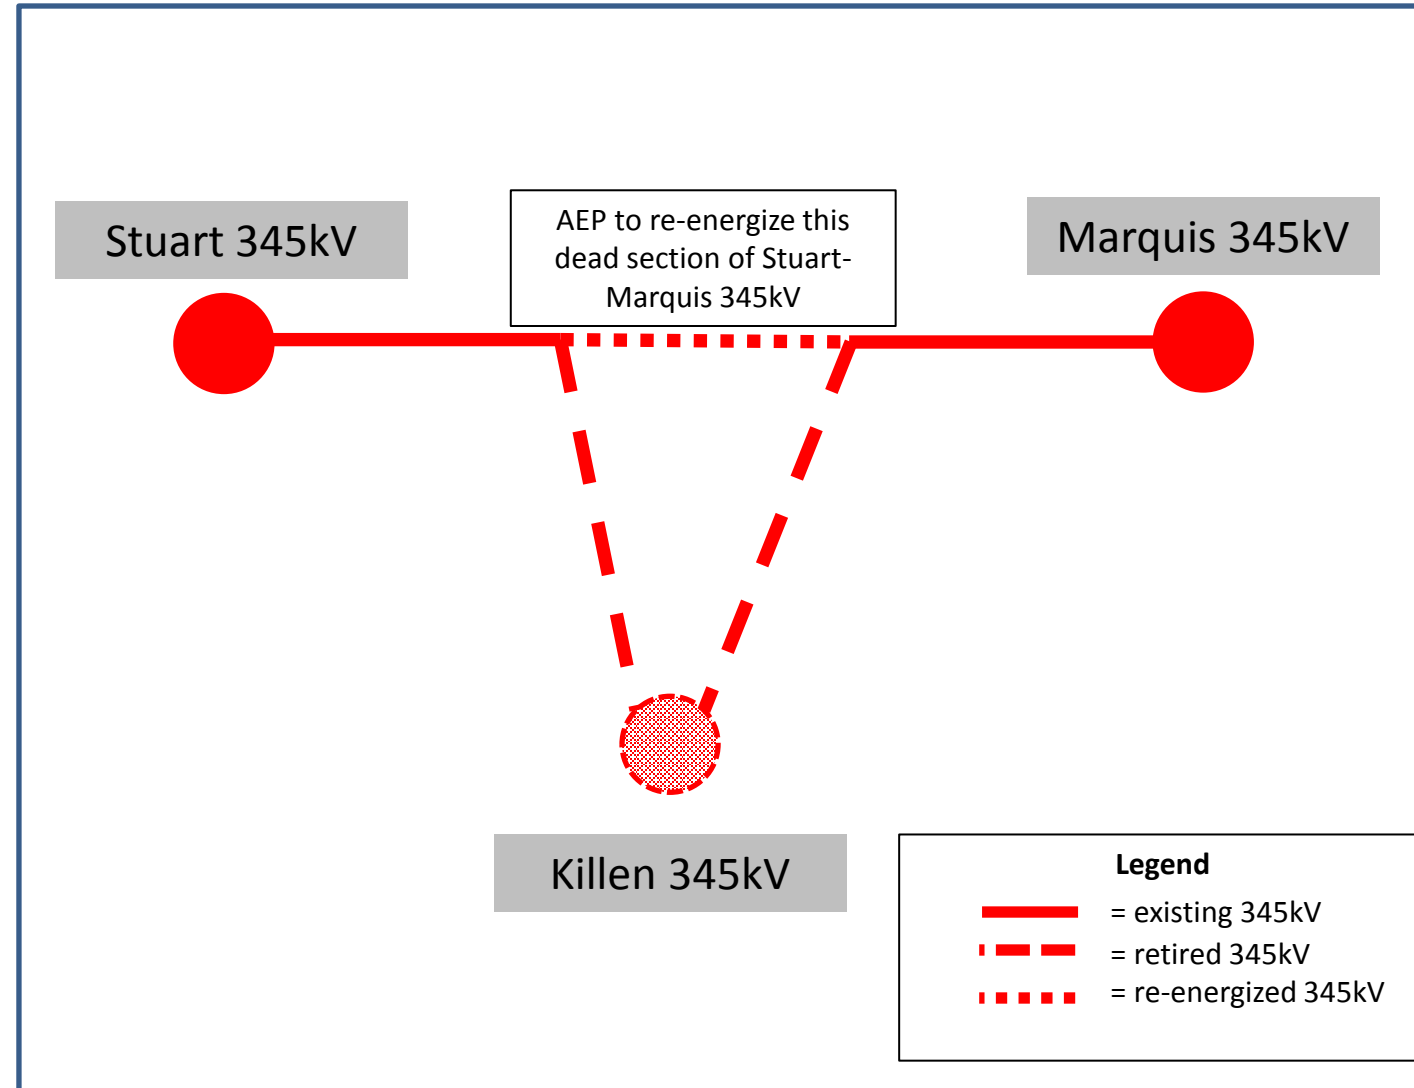 Stuart 345kV
AEP to re-energize this
dead section of Stuart-
Marquis 345kV
Marquis 345kV
Killen 345kV
Legend
= existing 345kV
= retired 345kV
= re-energized 345kV